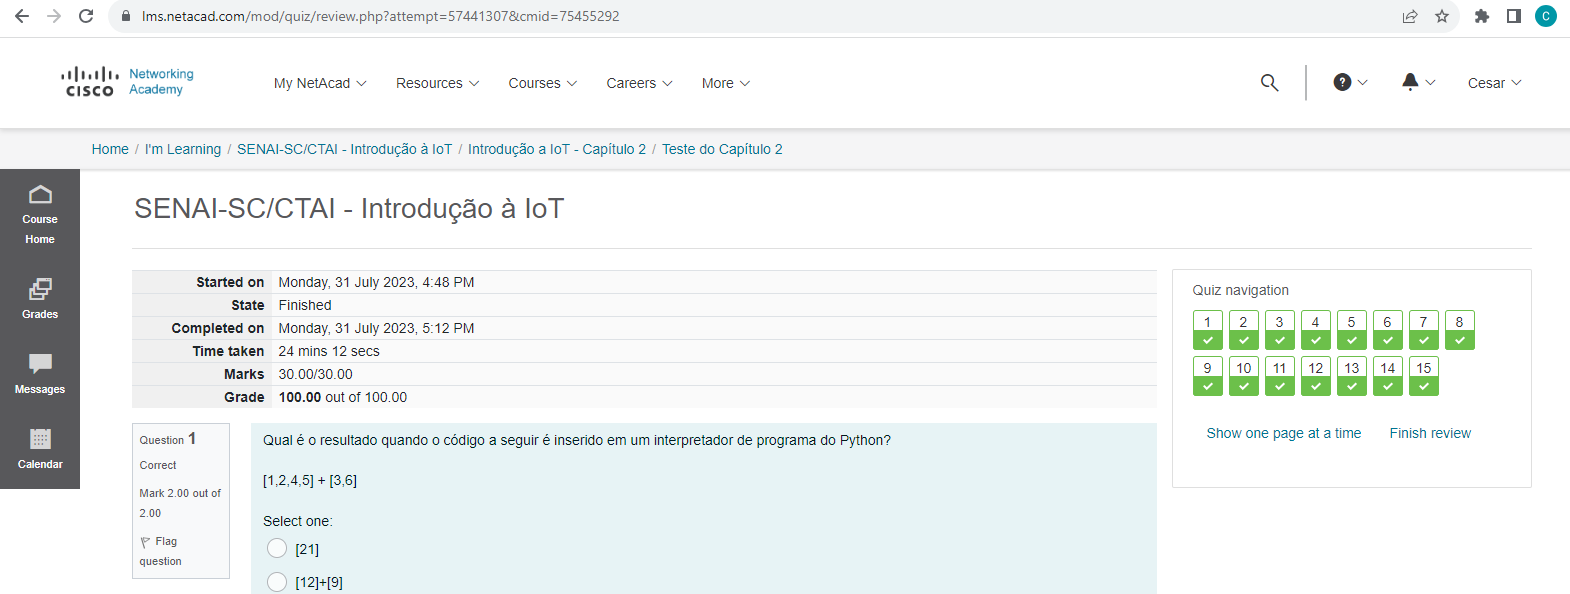 lms.netacad.com/mod/quiz/review.php?attempt=57441307&cmid=75455292
C
CISCO
Networking
Academy
My NetAcad
Resources
Courses
Careers
More
?
Cesar
Home / I'm Learning / SENAI-SC/CTAI - Introdução à IoT / Introdução a IoT - Capítulo 2 / Teste do Capítulo 2
Course
Home
Grades
Messages
Calendar
SENAI-SC/CTAI - Introdução à IoT
Started on Monday, 31 July 2023, 4:48 PM
State Finished
Completed on Monday, 31 July 2023, 5:12 PM
Time taken 24 mins 12 secs
Marks 30.00/30.00
Grade 100.00 out of 100.00
Quiz navigation
1 2 3 4 5 6 7 8
9 10 11 12 13 14 15
Show one page at a time Finish review
Question 1
Correct
Mark 2.00 out of
2.00
Flag
question
Qual é o resultado quando o código a seguir é inserido em um interpretador de programa do Python?
[1,2,4,5] + [3,6]
Select one:
[21]
[12]+[9]